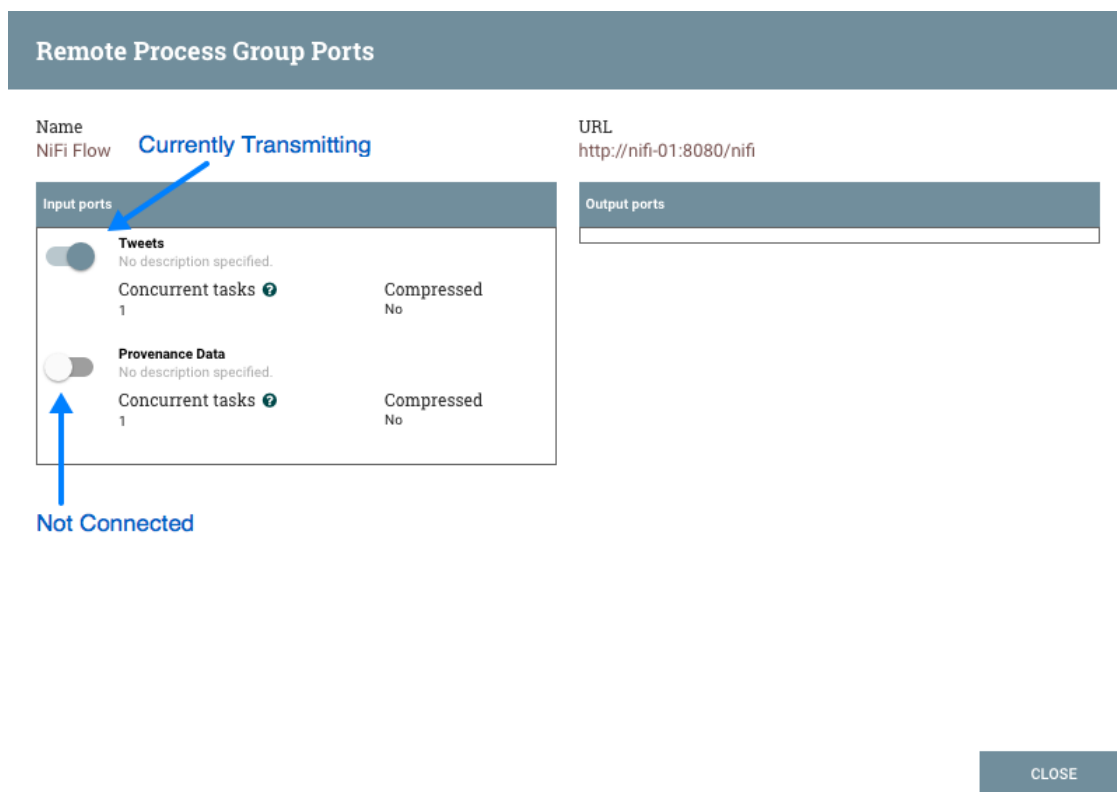 Remote Process Group Ports
Name
NiFi Flow
Currently Transmitting
URL
http://nifi-01:8080/nifi
Input ports
Tweets
No description specified.
Concurrent tasks ?
1
Compressed
No
Provenance Data
No description specified.
Concurrent tasks ?
1
Compressed
No
Not Connected
Output ports
CLOSE